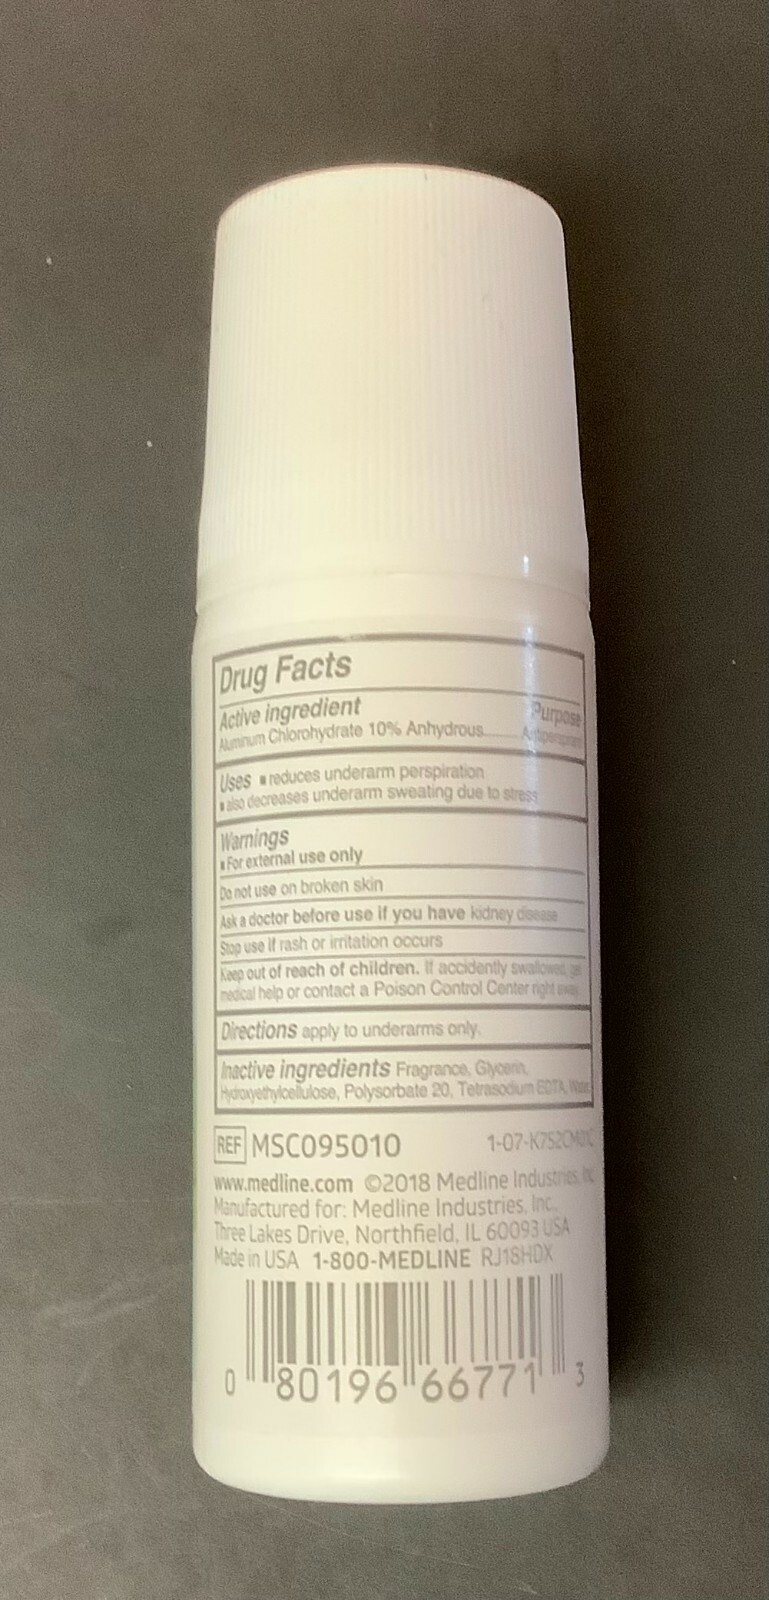 Drug Facts
Active ingredient Purpose
Aluminum Chlorohydrate 10% Anhydrous Antiperspirant
Uses ▪ reduces underarm perspiration
▪ also decreases underarm sweating due to stress
Warnings
▪ For external use only
Do not use on broken skin
Ask a doctor before use if you have kidney disease
Stop use if rash or irritation occurs
Keep out of reach of children. If accidently swallowed, get
medical help or contact a Poison Control Center right away.
Directions apply to underarms only.
Inactive ingredients Fragrance, Glycerin,
Hydroxyethylcellulose, Polysorbate 20, Tetrasodium EDTA, Water
REF MSC095010
www.medline.com ©2018 Medline Industries, Inc.
Manufactured for: Medline Industries, Inc.
Three Lakes Drive, Northfield, IL 60093 USA
Made in USA 1-800-MEDLINE RJ18HDX
0 80196 66771 3